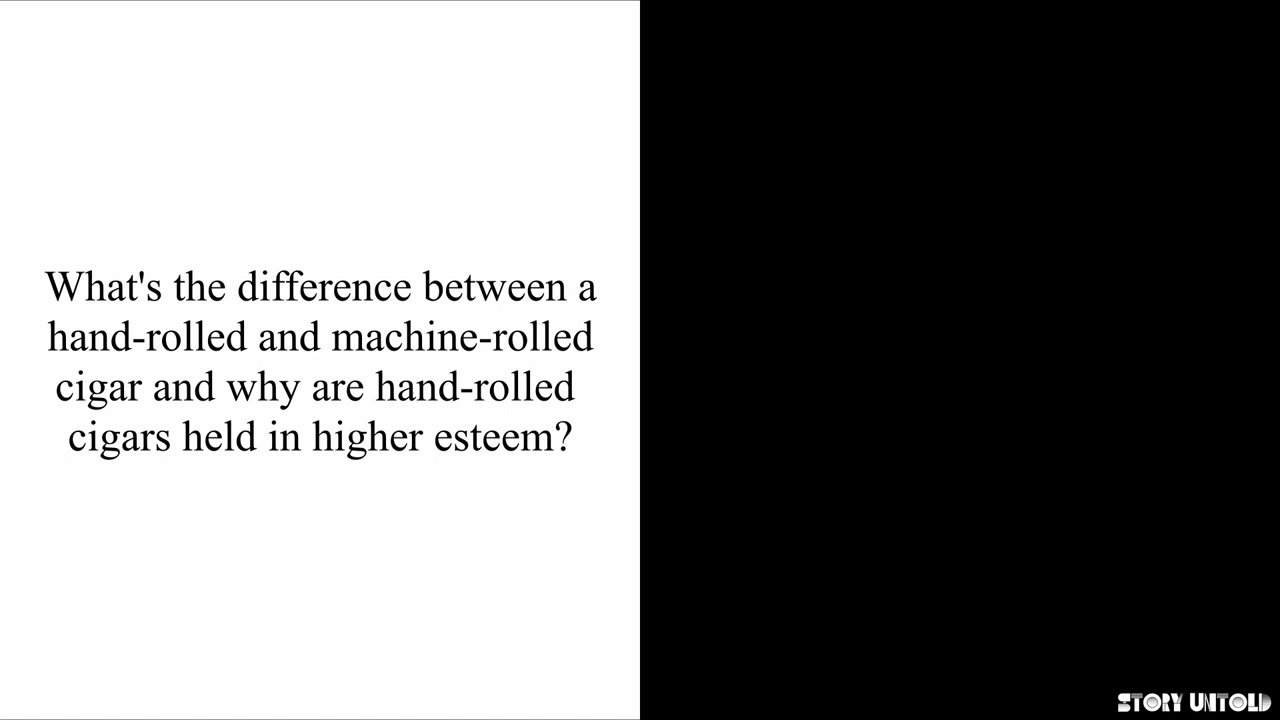 What's the difference between a
hand-rolled and machine-rolled
cigar and why are hand-rolled
cigars held in higher esteem?
STORY UNTOLD